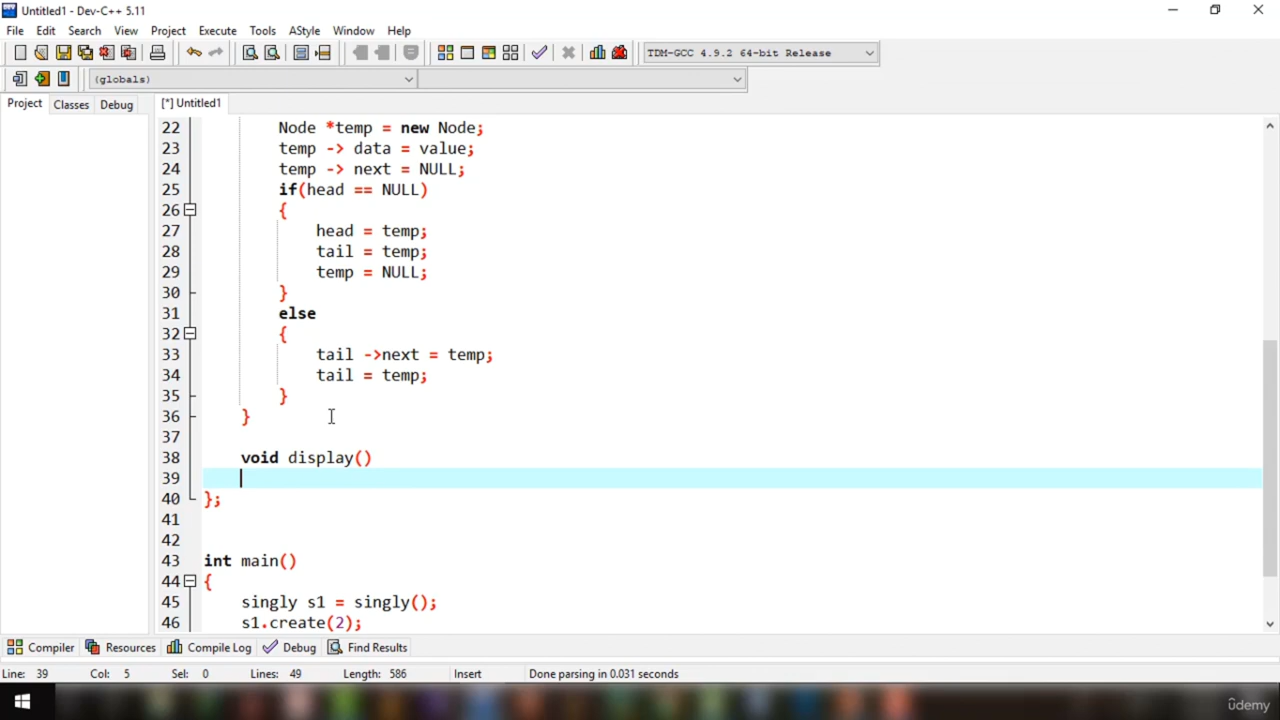 Untitled1 - Dev-C++ 5.11
File Edit Search View Project Execute Tools AStyle Window Help
TDM-GCC 4.9.2 64-bit Release
(globals)
Project Classes Debug [*] Untitled1
22 Node *temp = new Node;
23 temp -> data = value;
24 temp -> next = NULL;
25 if(head == NULL)
26 {
27 head = temp;
28 tail = temp;
29 temp = NULL;
30 }
31 else
32 {
33 tail ->next = temp;
34 tail = temp;
35 }
36 }
37
38 void display()
39
40 };
41
42
43 int main()
44 {
45 singly s1 = singly();
46 s1.create(2);
Compiler Resources Compile Log Debug Find Results
Line: 39 Col: 5 Sel: 0 Lines: 49 Length: 586 Insert Done parsing in 0.031 seconds
ûdemy